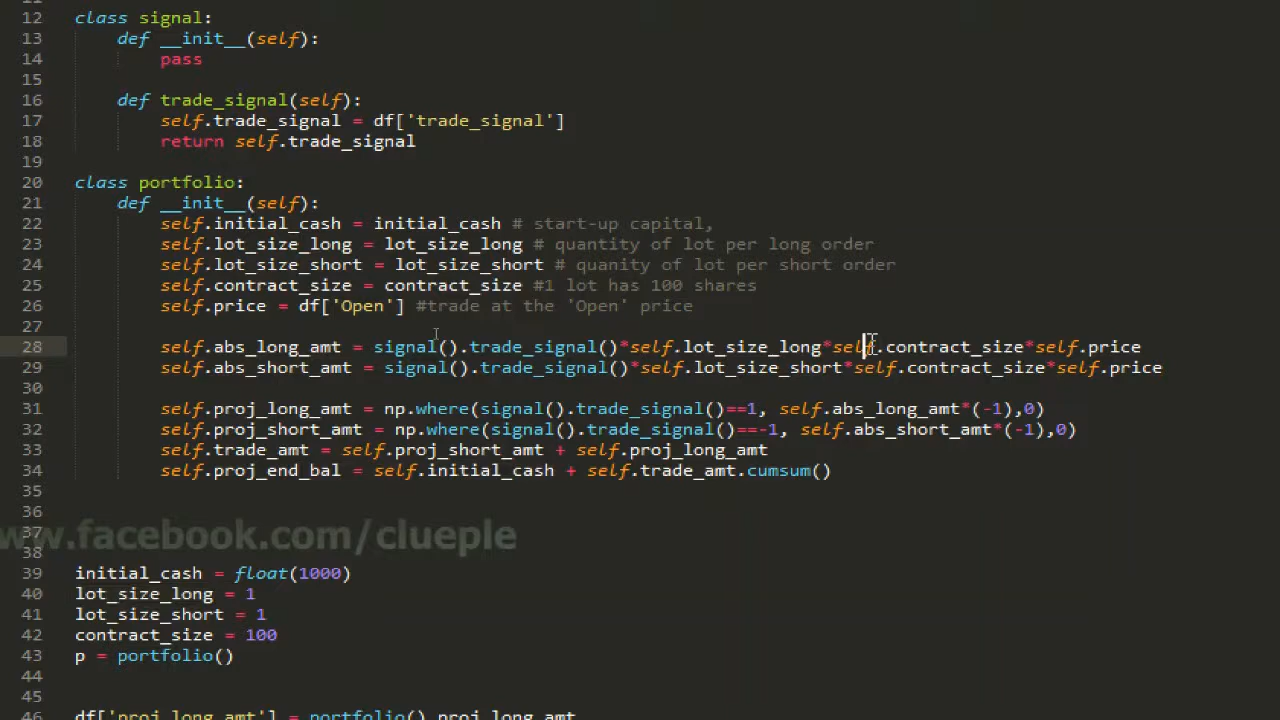 12 class signal:
13 def __init__(self):
14 pass
15
16 def trade_signal(self):
17 self.trade_signal = df['trade_signal']
18 return self.trade_signal
19
20 class portfolio:
21 def __init__(self):
22 self.initial_cash = initial_cash # start-up capital,
23 self.lot_size_long = lot_size_long # quantity of lot per long order
24 self.lot_size_short = lot_size_short # quanity of lot per short order
25 self.contract_size = contract_size #1 lot has 100 shares
26 self.price = df['Open'] #trade at the 'Open' price
27
28 self.abs_long_amt = signal().trade_signal()*self.lot_size_long*self.contract_size*self.price
29 self.abs_short_amt = signal().trade_signal()*self.lot_size_short*self.contract_size*self.price
30
31 self.proj_long_amt = np.where(signal().trade_signal()==1, self.abs_long_amt*(-1),0)
32 self.proj_short_amt = np.where(signal().trade_signal()==-1, self.abs_short_amt*(-1),0)
33 self.trade_amt = self.proj_short_amt + self.proj_long_amt
34 self.proj_end_bal = self.initial_cash + self.trade_amt.cumsum()
35
36
37
www.facebook.com/clueple
38
39 initial_cash = float(1000)
40 lot_size_long = 1
41 lot_size_short = 1
42 contract_size = 100
43 p = portfolio()
44
45
46 df['proj_long_amt'] = portfolio().proj_long_amt